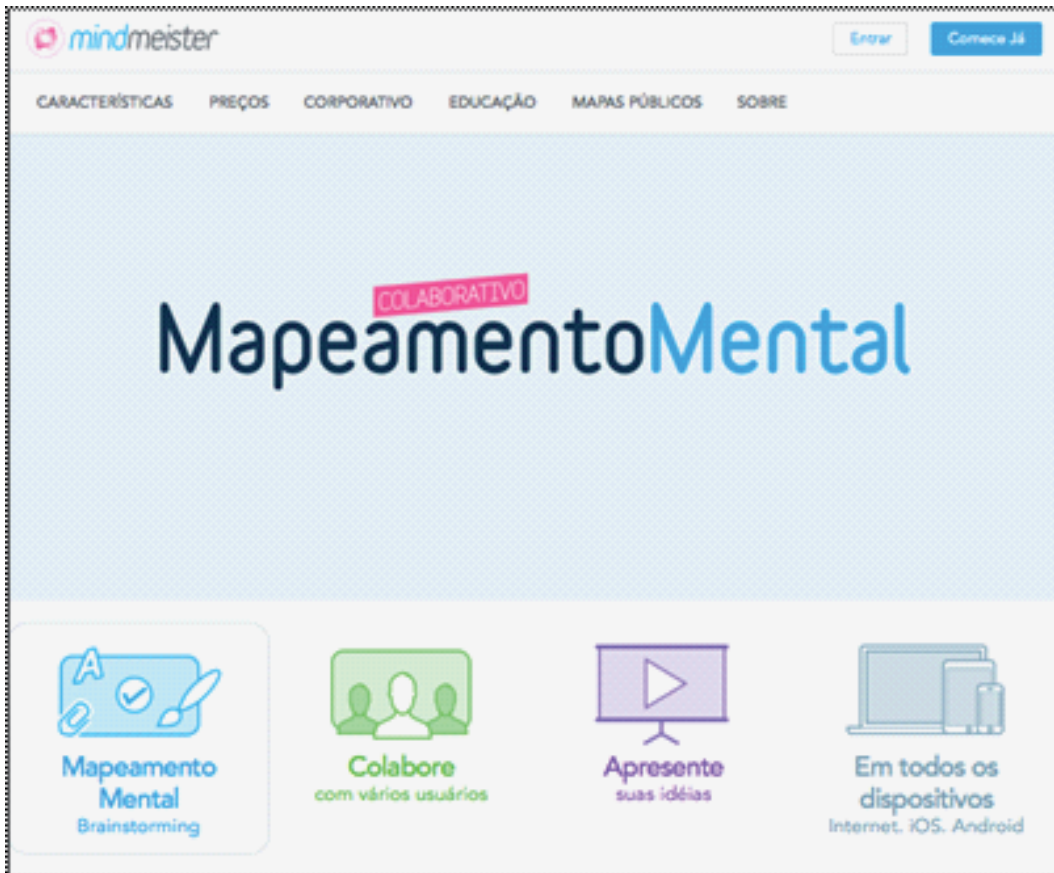 mindmeister
Entrar
Comece Já
CARACTERÍSTICAS PREÇOS CORPORATIVO EDUCAÇÃO MAPAS PÚBLICOS SOBRE
COLABORATIVO
MapeamentoMental
Mapeamento
Mental
Brainstorming
Colabore
com vários usuários
Apresente
suas idéias
Em todos os
dispositivos
Internet. iOS. Android